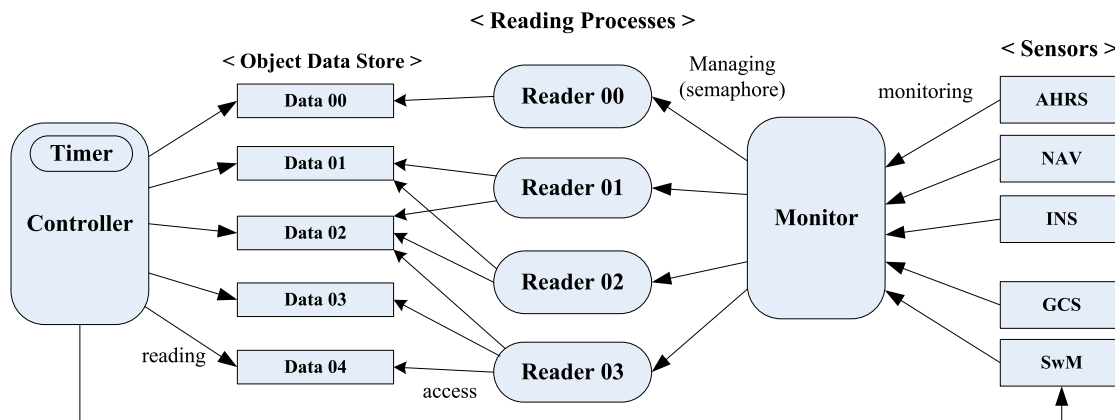 < Reading Processes >
< Object Data Store >
< Sensors >
Timer
Controller
reading
Data 00
Data 01
Data 02
Data 03
Data 04
Reader 00
Reader 01
Reader 02
Reader 03
access
Managing
(semaphore)
Monitor
monitoring
AHRS
NAV
INS
GCS
SwM